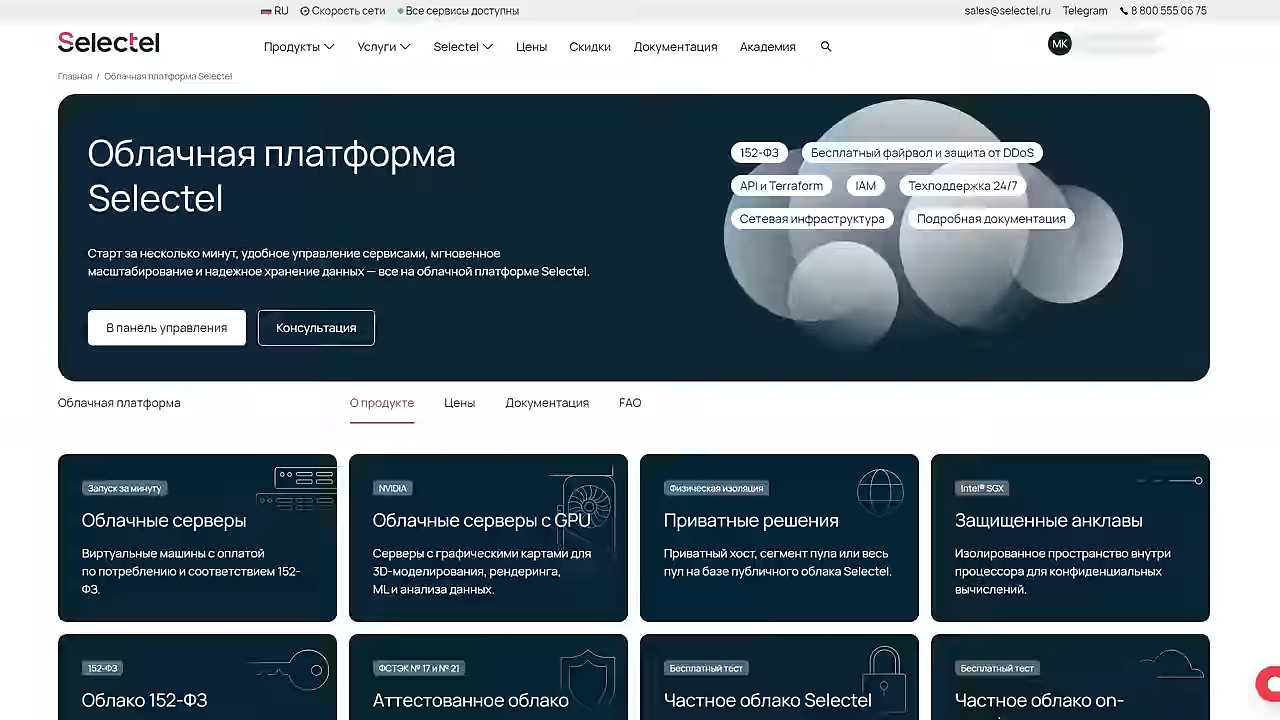 RU Скорость сети Все сервисы доступны sales@selectel.ru Telegram 8 800 555 06 75
Selectel Продукты Услуги Selectel Цены Скидки Документация Академия МК
Главная / Облачная платформа Selectel
Облачная платформа
Selectel
Старт за несколько минут, удобное управление сервисами, мгновенное
масштабирование и надежное хранение данных — все на облачной платформе Selectel.
В панель управления Консультация
152-ФЗ Бесплатный файрвол и защита от DDoS
API и Terraform IAM Техподдержка 24/7
Сетевая инфраструктура Подробная документация
Облачная платформа О продукте Цены Документация FAQ
Запуск за минуту
Облачные серверы
Виртуальные машины с оплатой
по потреблению и соответствием 152-
ФЗ.
NVIDIA
Облачные серверы с GPU
Серверы с графическими картами для
3D-моделирования, рендеринга,
ML и анализа данных.
Физическая изоляция
Приватные решения
Приватный хост, сегмент пула или весь
пул на базе публичного облака Selectel.
Intel® SGX
Защищенные анклавы
Изолированное пространство внутри
процессора для конфиденциальных
вычислений.
152-ФЗ
Облако 152-ФЗ
ФСТЭК № 17 и № 21
Аттестованное облако
Бесплатный тест
Частное облако Selectel
Бесплатный тест
Частное облако on-